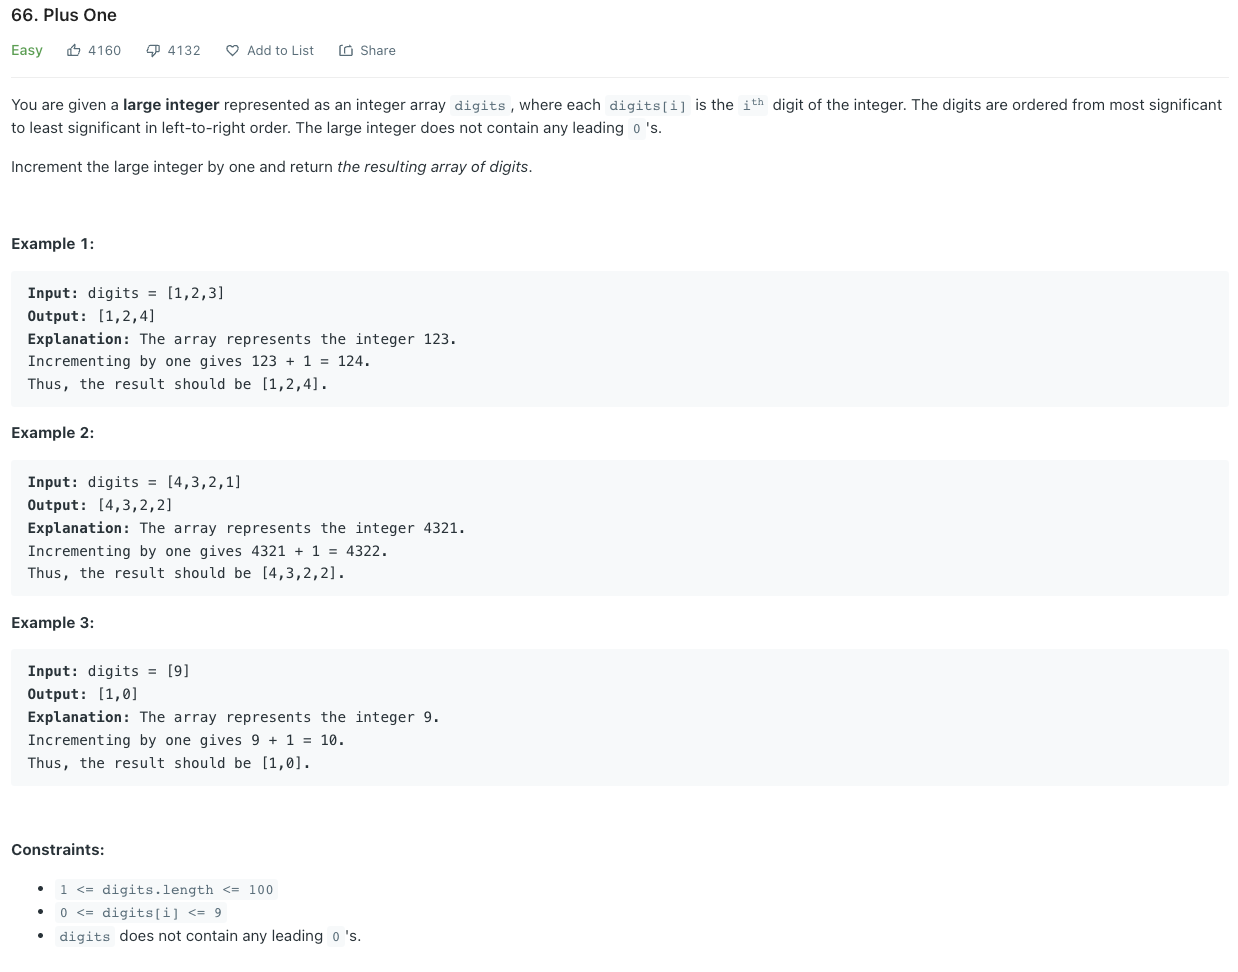 66. Plus One
Easy 4160 4132 Add to List Share
You are given a large integer represented as an integer array digits , where each digits[i] is the ith digit of the integer. The digits are ordered from most significant
to least significant in left-to-right order. The large integer does not contain any leading 0 's.
Increment the large integer by one and return the resulting array of digits.
Example 1:
Input: digits = [1,2,3]
Output: [1,2,4]
Explanation: The array represents the integer 123.
Incrementing by one gives 123 + 1 = 124.
Thus, the result should be [1,2,4].
Example 2:
Input: digits = [4,3,2,1]
Output: [4,3,2,2]
Explanation: The array represents the integer 4321.
Incrementing by one gives 4321 + 1 = 4322.
Thus, the result should be [4,3,2,2].
Example 3:
Input: digits = [9]
Output: [1,0]
Explanation: The array represents the integer 9.
Incrementing by one gives 9 + 1 = 10.
Thus, the result should be [1,0].
Constraints:
• 1 <= digits.length <= 100
• 0 <= digits[i] <= 9
• digits does not contain any leading 0 's.